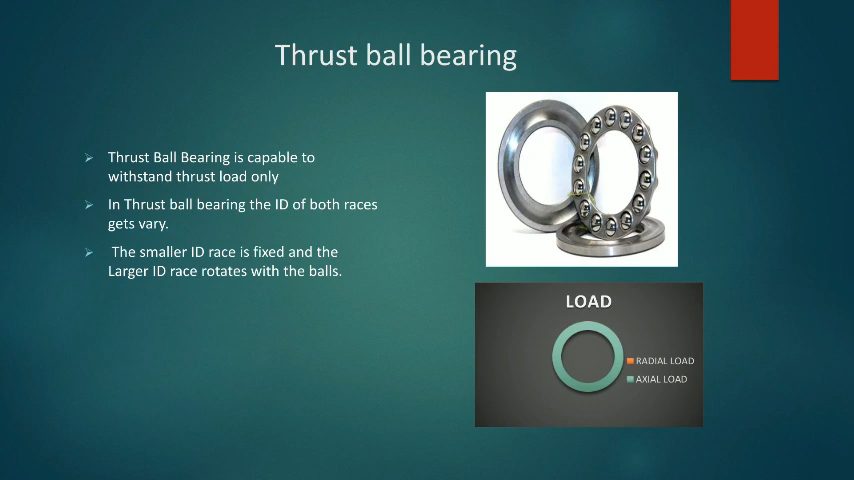 Thrust ball bearing
Thrust Ball Bearing is capable to
withstand thrust load only
In Thrust ball bearing the ID of both races
gets vary.
The smaller ID race is fixed and the
Larger ID race rotates with the balls.
LOAD
RADIAL LOAD
AXIAL LOAD